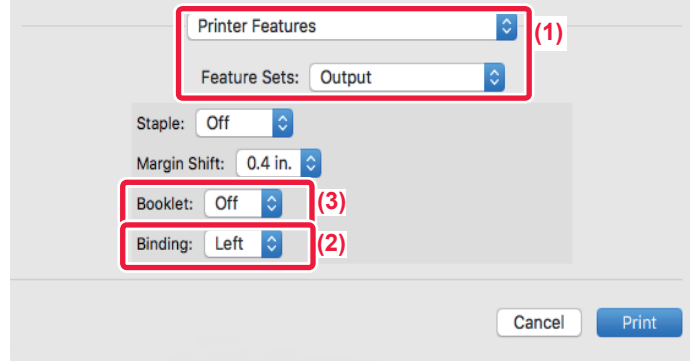 Printer Features (1)
Feature Sets: Output
Staple: Off
Margin Shift: 0.4 in.
Booklet: Off (3)
Binding: Left (2)
Cancel Print